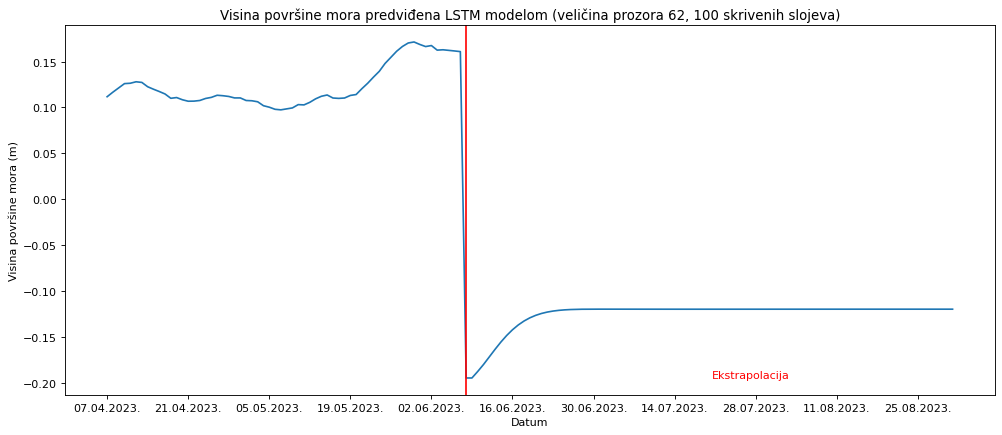 Visina površine mora predviđena LSTM modelom (veličina prozora 62, 100 skrivenih slojeva)
Visina površine mora (m)
0.15
0.10
0.05
0.00
−0.05
−0.10
−0.15
−0.20
Ekstrapolacija
07.04.2023. 21.04.2023. 05.05.2023. 19.05.2023. 02.06.2023. 16.06.2023. 30.06.2023. 14.07.2023. 28.07.2023. 11.08.2023. 25.08.2023.
Datum